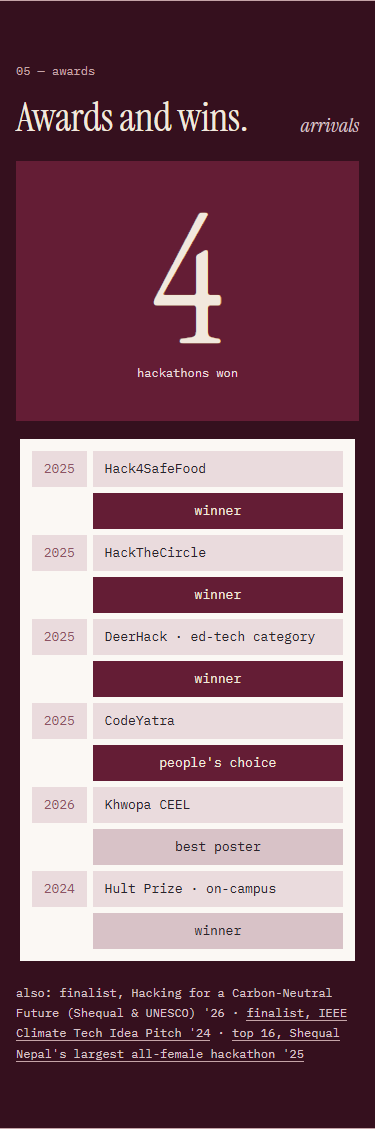 05 — awards
Awards and wins.
arrivals
4
hackathons won
2025 Hack4SafeFood
winner
2025 HackTheCircle
winner
2025 DeerHack · ed-tech category
winner
2025 CodeYatra
people's choice
2026 Khwopa CEEL
best poster
2024 Hult Prize · on-campus
winner
also: finalist, Hacking for a Carbon-Neutral
Future (Shequal & UNESCO) '26 · finalist, IEEE
Climate Tech Idea Pitch '24 · top 16, Shequal
Nepal's largest all-female hackathon '25